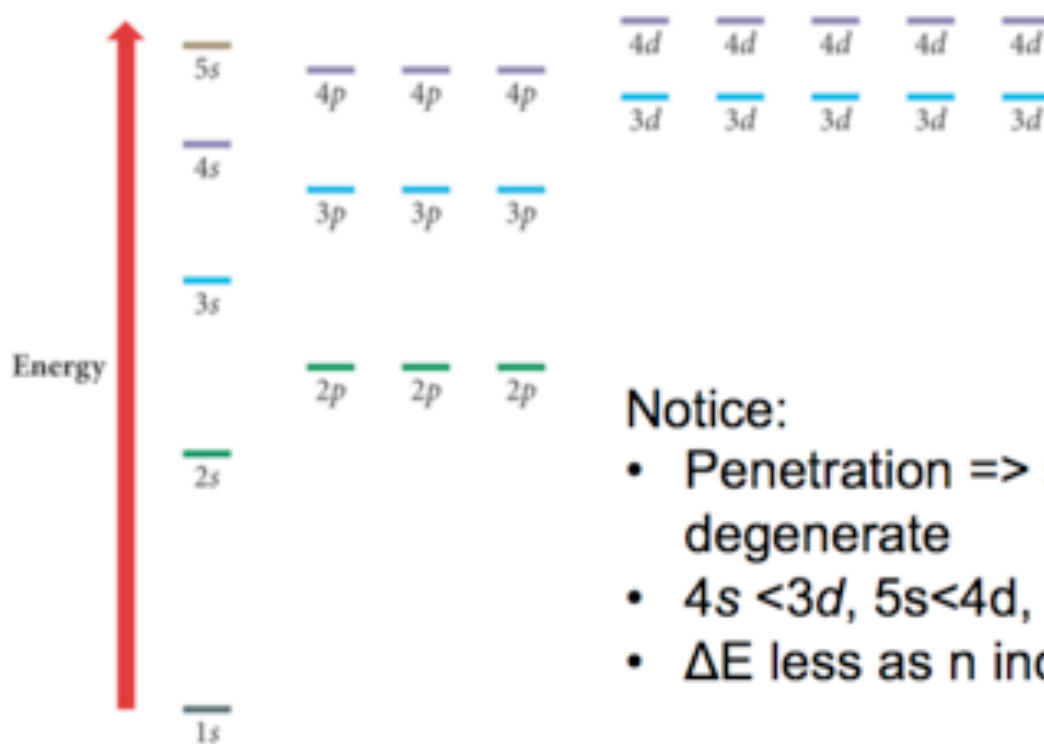 4d 4d 4d 4d 4d
5s
4p 4p 4p
3d 3d 3d 3d 3d
4s
3p 3p 3p
3s
Energy
2p 2p 2p
Notice:
• Penetration =>
degenerate
2s
• 4s <3d, 5s<4d,
• ΔE less as n
1s